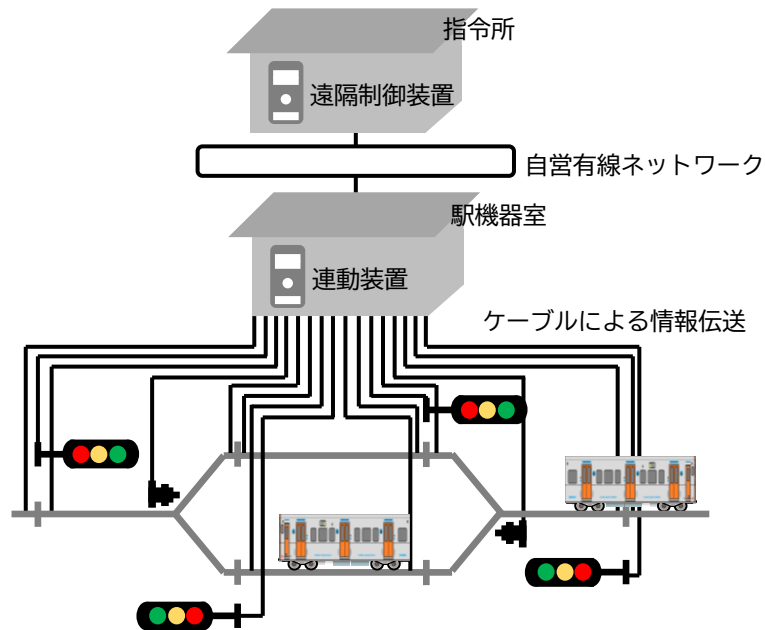 指令所
遠隔制御装置
自営有線ネットワーク
駅機器室
連動装置
ケーブルによる情報伝送